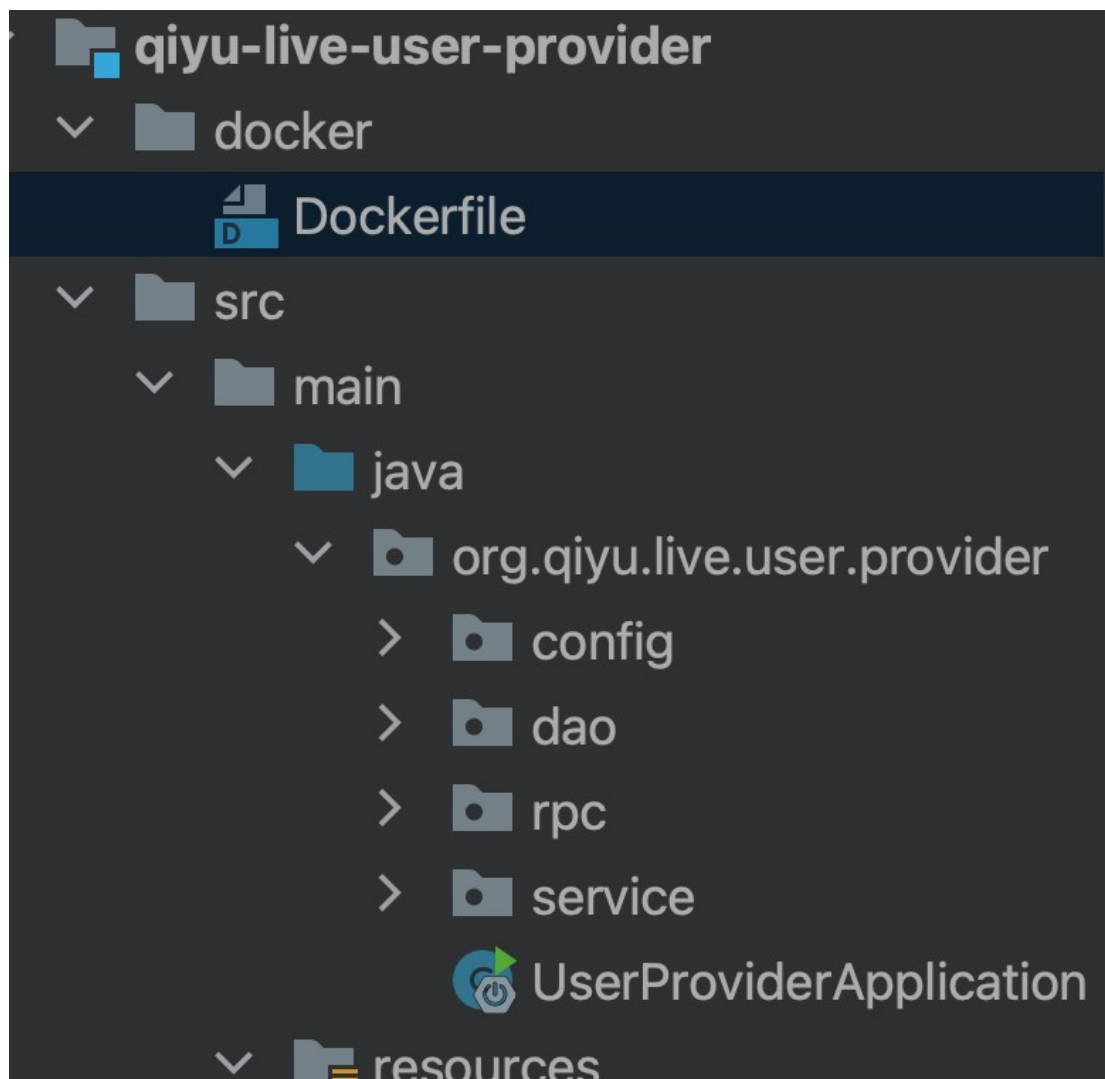 qiyu-live-user-provider
docker
D Dockerfile
src
main
java
org.qiyu.live.user.provider
config
dao
rpc
service
UserProviderApplication
resources